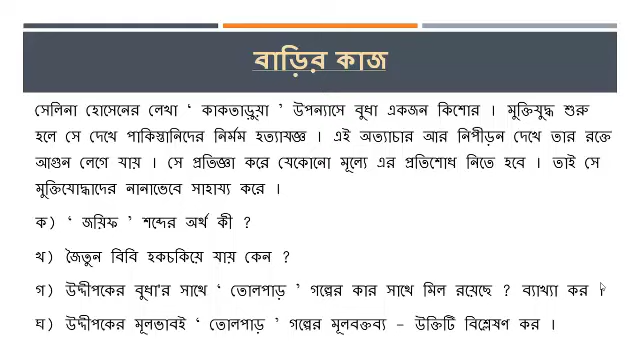 বাড়ির কাজ
সেলিনা হোসেনের লেখা ‘ কাকতাড়ুয়া ’ উপন্যাসে বুধা একজন কিশোর । মুক্তিযুদ্ধ শুরু
হলে সে দেখে পাকিস্তানিদের নির্মম হত্যাযজ্ঞ । এই অত্যাচার আর নিপীড়ন দেখে তার রক্তে
আগুন লেগে যায় । সে প্রতিজ্ঞা করে যেকোনো মূল্যে এর প্রতিশোধ নিতে হবে । তাই সে
মুক্তিযোদ্ধাদের নানাভেবে সাহায্য করে ।
ক) ‘ জয়িফ ’ শব্দের অর্থ কী ?
খ) জৈতুন বিবি হকচকিয়ে যায় কেন ?
গ) উদ্দীপকের বুধা'র সাথে ‘ তোলপাড় ’ গল্পের কার সাথে মিল রয়েছে ? ব্যাখ্যা কর ।
ঘ) উদ্দীপকের মূলভাবই ‘ তোলপাড় ’ গল্পের মূলবক্তব্য – উক্তিটি বিশ্লেষণ কর ।